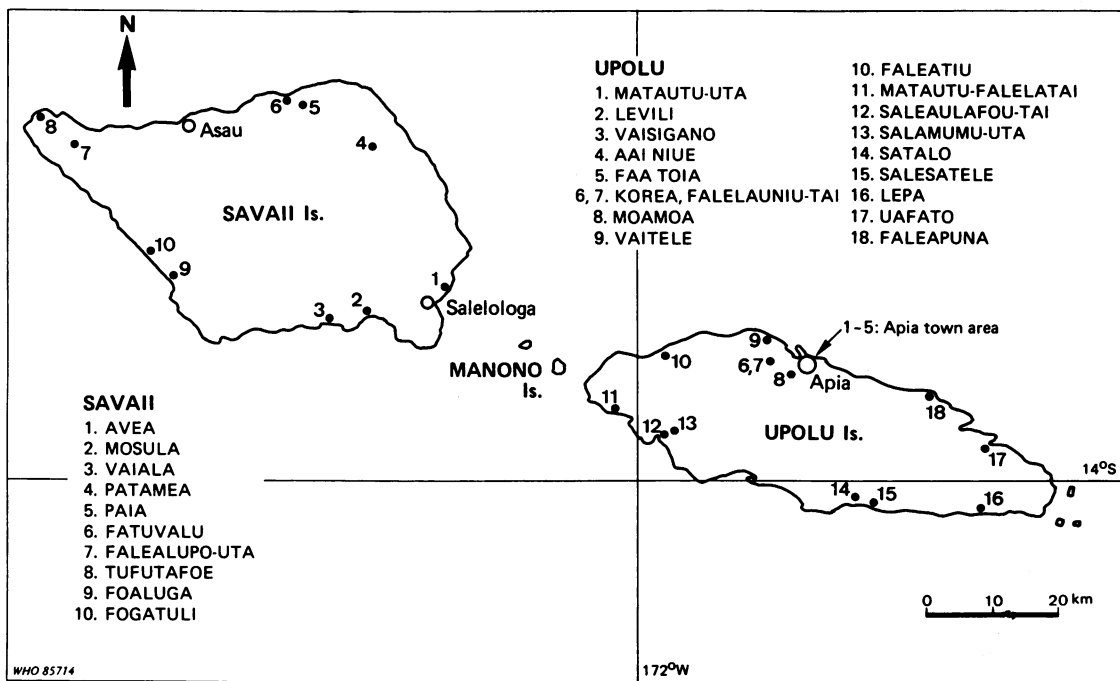 N
UPOLU
1. MATAUTU-UTA
2. LEVILI
3. VAISIGANO
4. AAI NIUE
5. FAA TOIA
6, 7. KOREA, FALELAUNIU-TAI
8. MOAMOA
9. VAITELE
10. FALEATIU
11. MATAUTU-FALELATAI
12. SALEAULAFOU-TAI
13. SALAMUMU-UTA
14. SATALO
15. SALESATELE
16. LEPA
17. UAFATO
18. FALEAPUNA
8
7
Asau
6
5
4
SAVAII Is.
10
9
3
2
1
Salelologa
MANONO
Is.
1-5: Apia town area
9
10
6,7
8
Apia
11
12
13
18
UPOLU Is.
17
14°S
14
15
16
SAVAII
1. AVEA
2. MOSULA
3. VAIALA
4. PATAMEA
5. PAIA
6. FATUVALU
7. FALEALUPO-UTA
8. TUFUTAFOE
9. FOALUGA
10. FOGATULI
0 10 20 km
WHO 85714
172°W